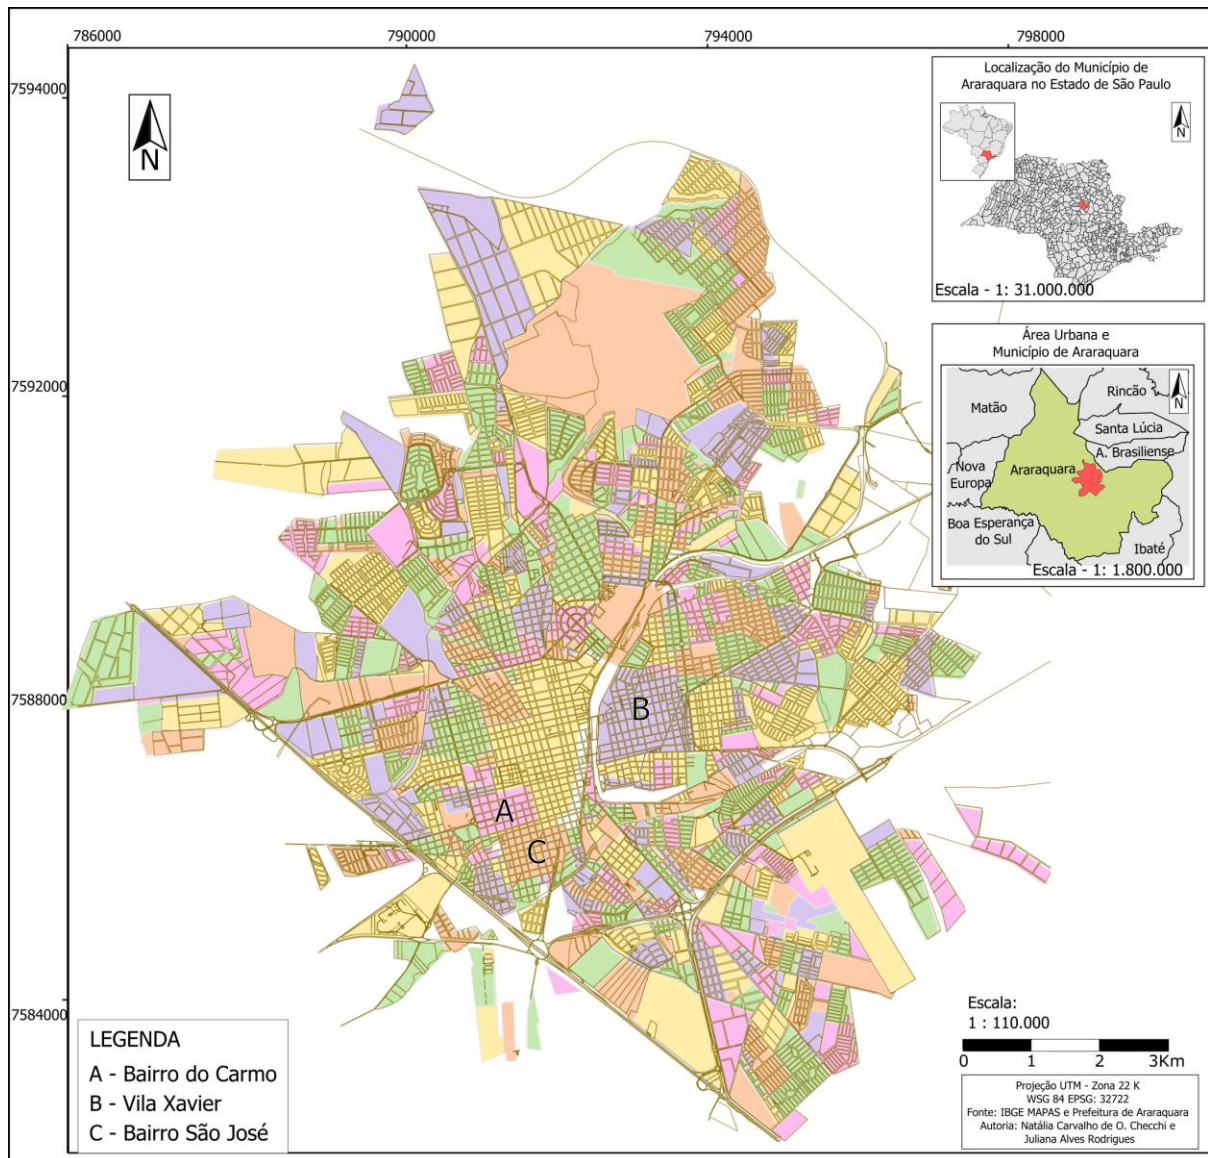 786000
790000
794000
798000
7594000
7592000
7588000
7584000
N
Localização do Município de
Araraquara no Estado de São Paulo
N
Escala - 1: 31.000.000
Área Urbana e
Município de Araraquara
N
Matão
Rincão
Santa Lúcia
A. Brasiliense
Nova
Europa
Araraquara
Boa Esperança
do Sul
Ibaté
Escala - 1: 1.800.000
B
A
C
LEGENDA
A - Bairro do Carmo
B - Vila Xavier
C - Bairro São José
Escala:
1 : 110.000
0 1 2 3Km
Projeção UTM - Zona 22 K
WSG 84 EPSG: 32722
Fonte: IBGE MAPAS e Prefeitura de Araraquara
Autoria: Natália Carvalho de O. Checchi e
Juliana Alves Rodrigues